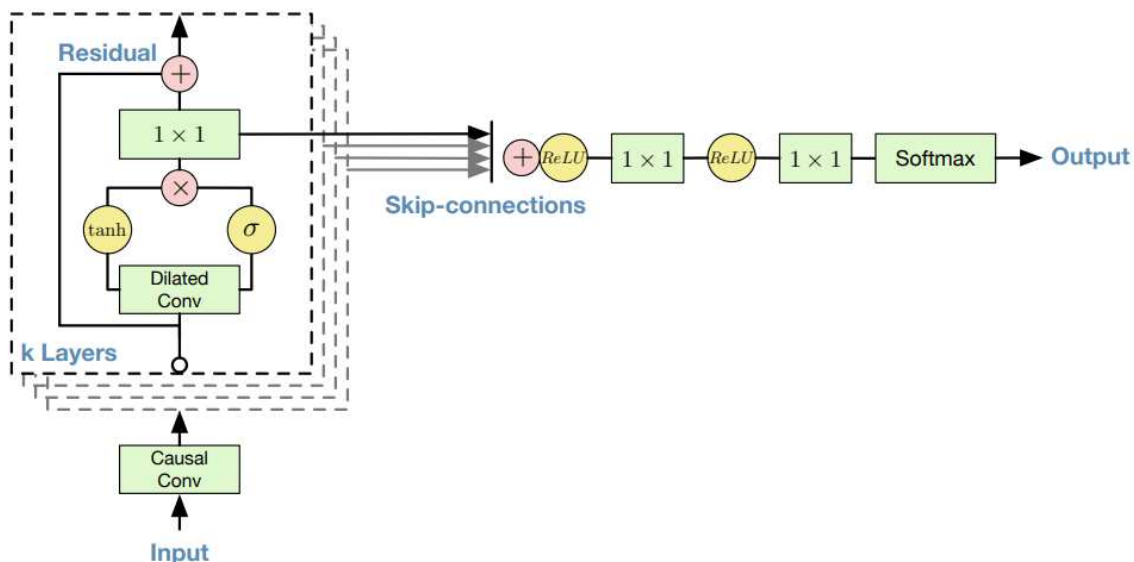 Residual
+
1 × 1
×
tanh
σ
Dilated
Conv
k Layers
Causal
Conv
Input
Skip-connections
+
ReLU
1 × 1
ReLU
1 × 1
Softmax
Output